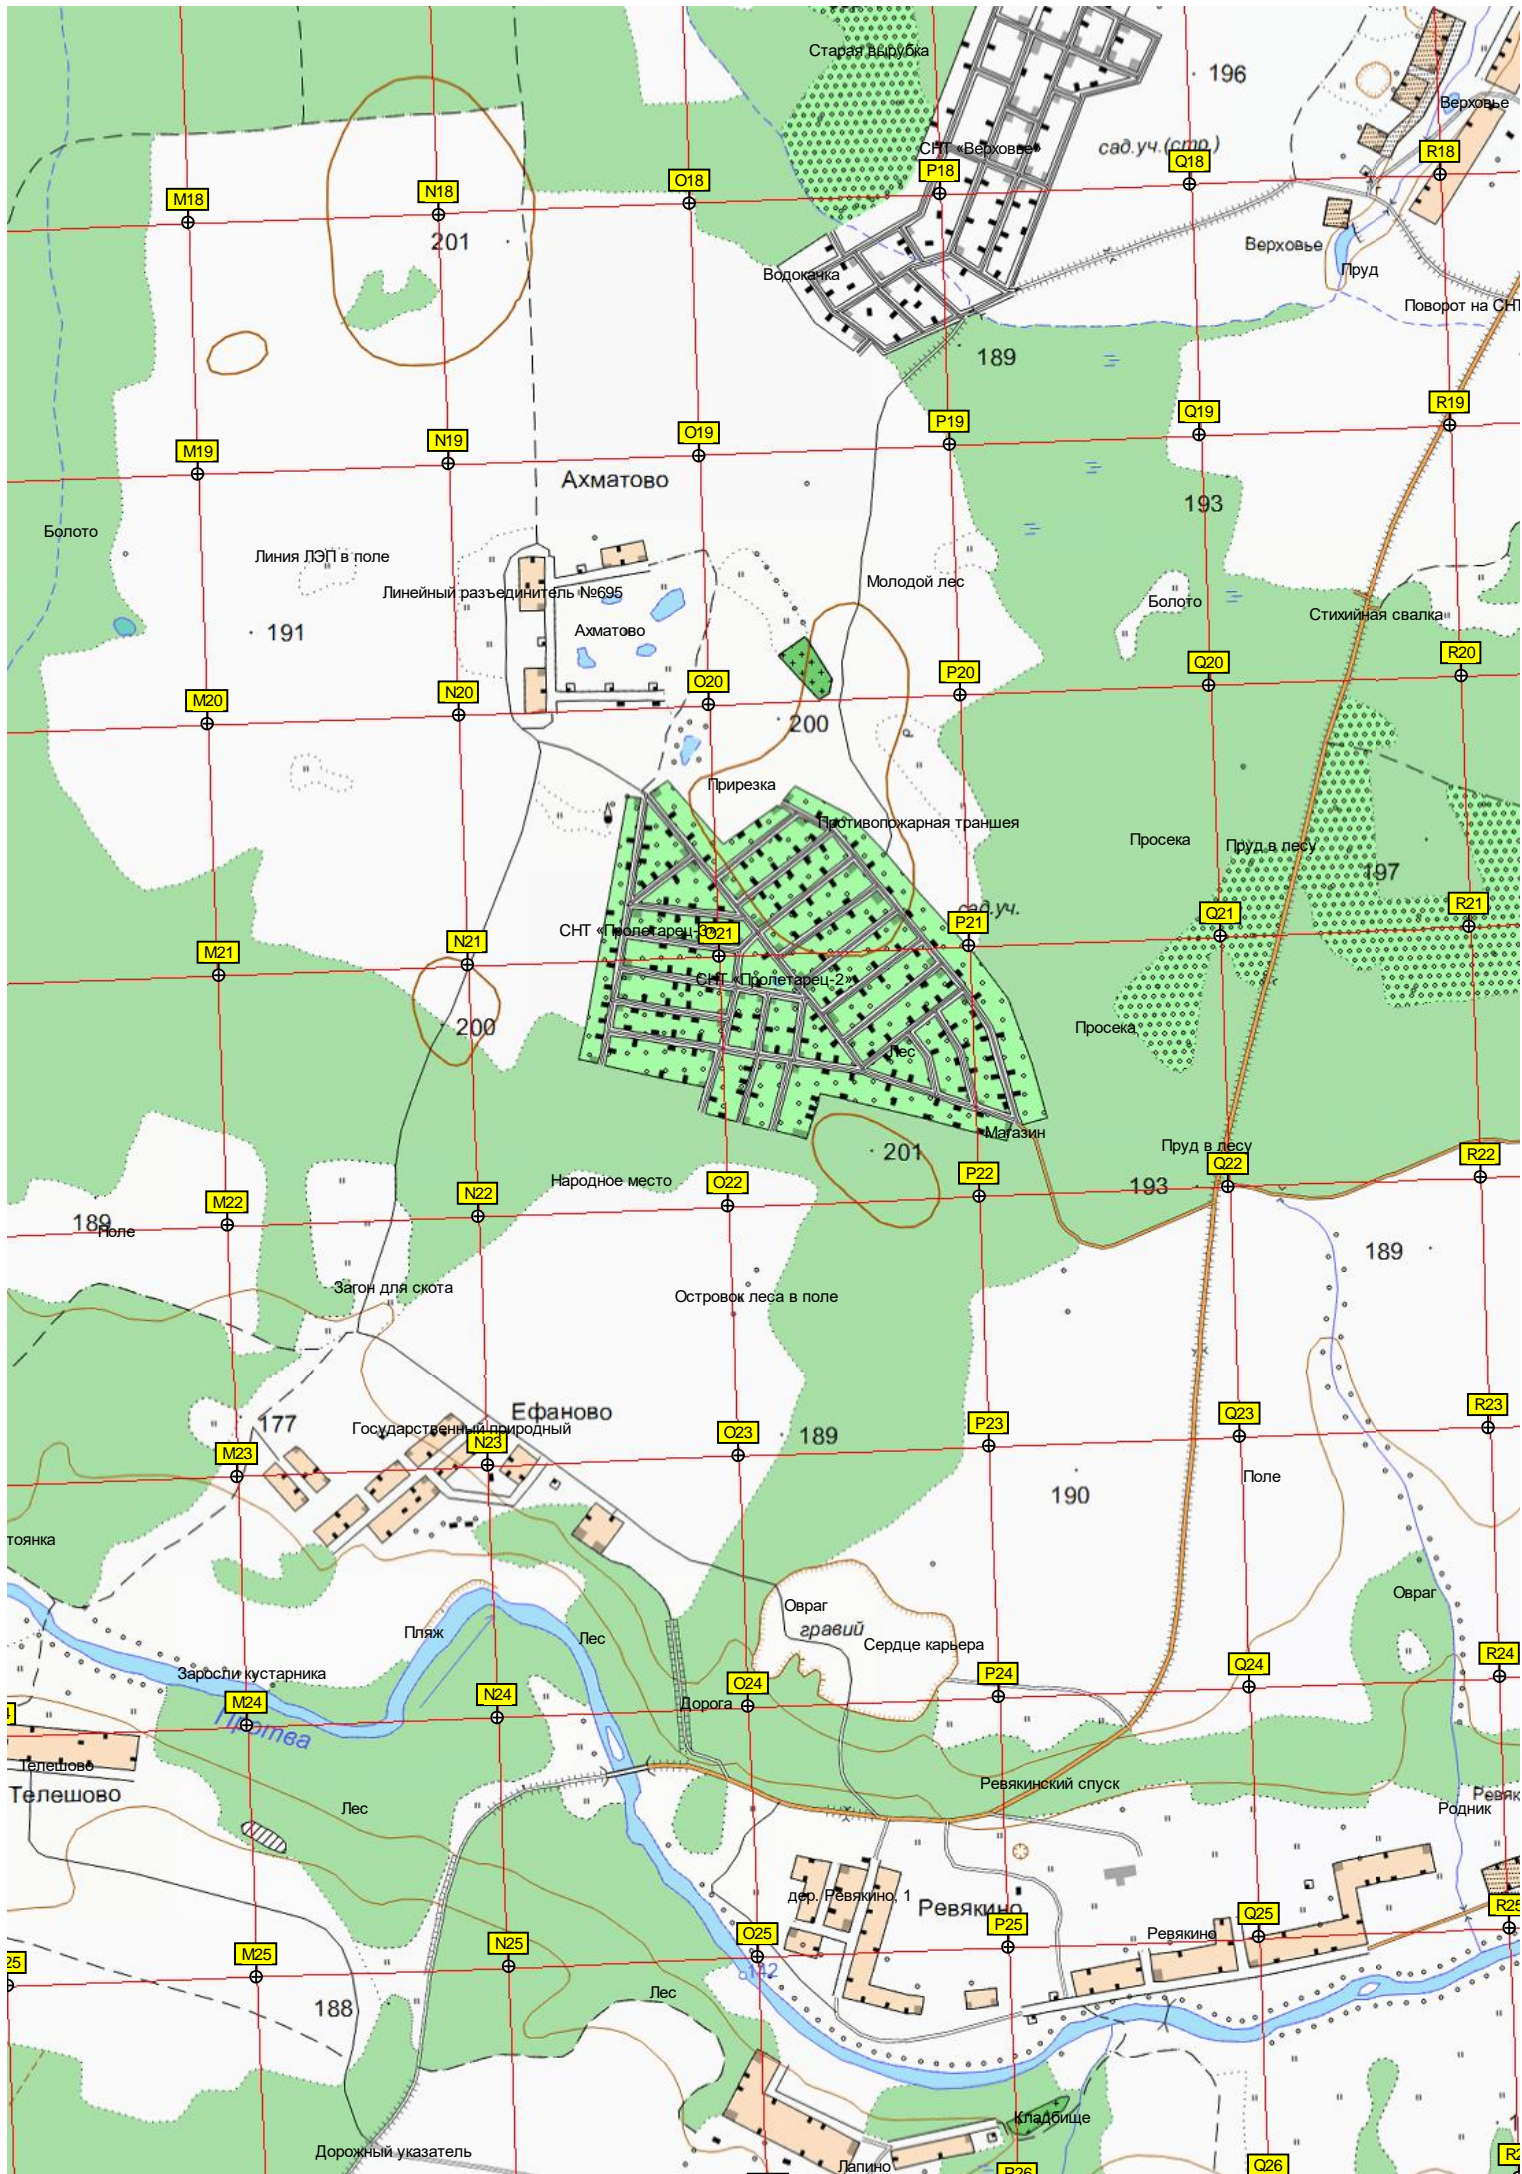 Старая вырубка
196
Верховье
СНТ «Верховье»
сад.уч.(стр.)
M18
N18
O18
P18
Q18
R18
201
Водокачка
Верховье
Пруд
Поворот на СНТ
189
M19
N19
O19
P19
Q19
R19
Ахматово
193
Болото
Линия ЛЭП в поле
Линейный разъединитель №695
Молодой лес
Болото
Стихийная свалка
191
Ахматово
M20
N20
O20
P20
Q20
R20
200
Прирезка
Противопожарная траншея
Просека
Пруд в лесу
197
сад.уч.
СНТ «Пролетарец-3»
M21
N21
O21
P21
Q21
R21
СНТ «Пролетарец-2»
200
Просека
Лес
Магазин
201
Пруд в лесу
Народное место
193
M22
N22
O22
P22
Q22
R22
189
Поле
189
Загон для скота
Островок леса в поле
Ефаново
177
Государственный природный
189
M23
N23
O23
P23
Q23
R23
Поле
190
тоянка
Овраг
Овраг
гравий
Пляж
Лес
Сердце карьера
Заросли кустарника
M24
N24
O24
P24
Q24
R24
Дорога
Протва
Телешово
Телешово
Ревякинский спуск
Ревяк
Родник
Лес
дер. Ревякино, 1
Ревякино
Ревякино
25
M25
N25
O25
P25
Q25
R25
142
188
Лес
Кладбище
Дорожный указатель
Лапино
P26
Q26
R2